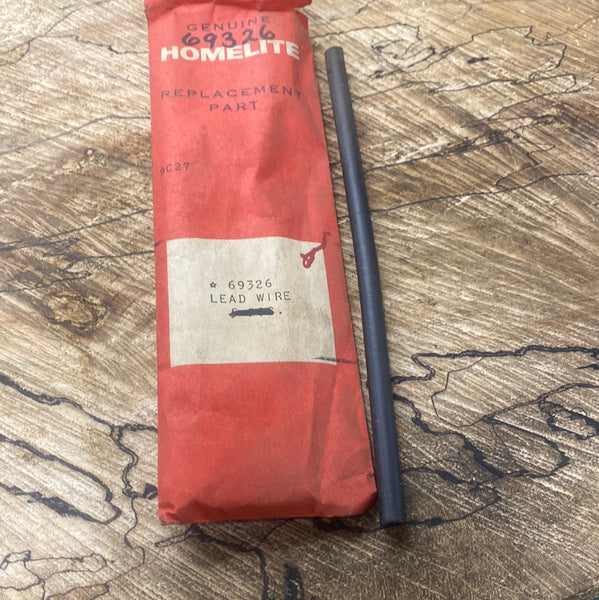 GENUINE
69326
HOMELITE
REPLACEMENT
PART
9C27
☆ 69326
LEAD WIRE